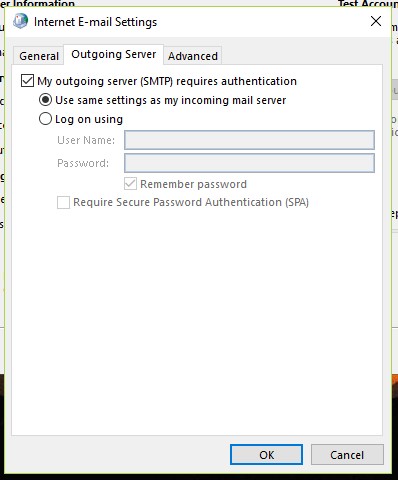 er Information
Test Accou
Internet E-mail Settings
General
Outgoing Server
Advanced
My outgoing server (SMTP) requires authentication
Use same settings as my incoming mail server
Log on using
User Name:
Password:
Remember password
Require Secure Password Authentication (SPA)
OK
Cancel